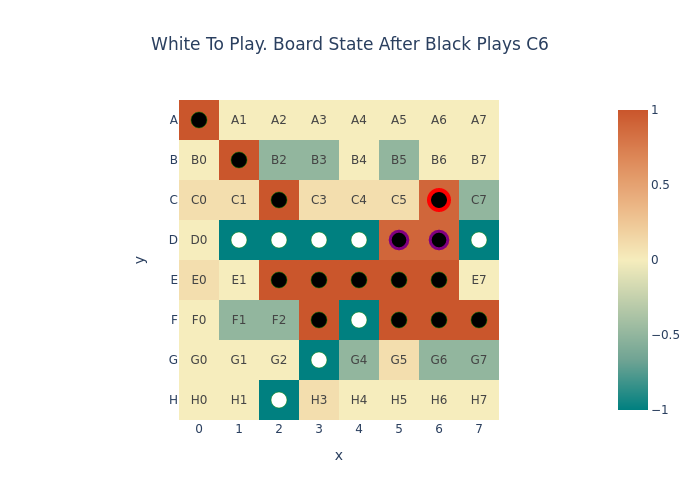 White To Play. Board State After Black Plays C6
A A1 A2 A3 A4 A5 A6 A7
B B0 B2 B3 B4 B5 B6 B7
C C0 C1 C3 C4 C5 C7
D D0
E E0 E1 E7
F F0 F1 F2
G G0 G1 G2 G4 G5 G6 G7
H H0 H1 H3 H4 H5 H6 H7
0 1 2 3 4 5 6 7
x
y
1
0.5
0
−0.5
−1